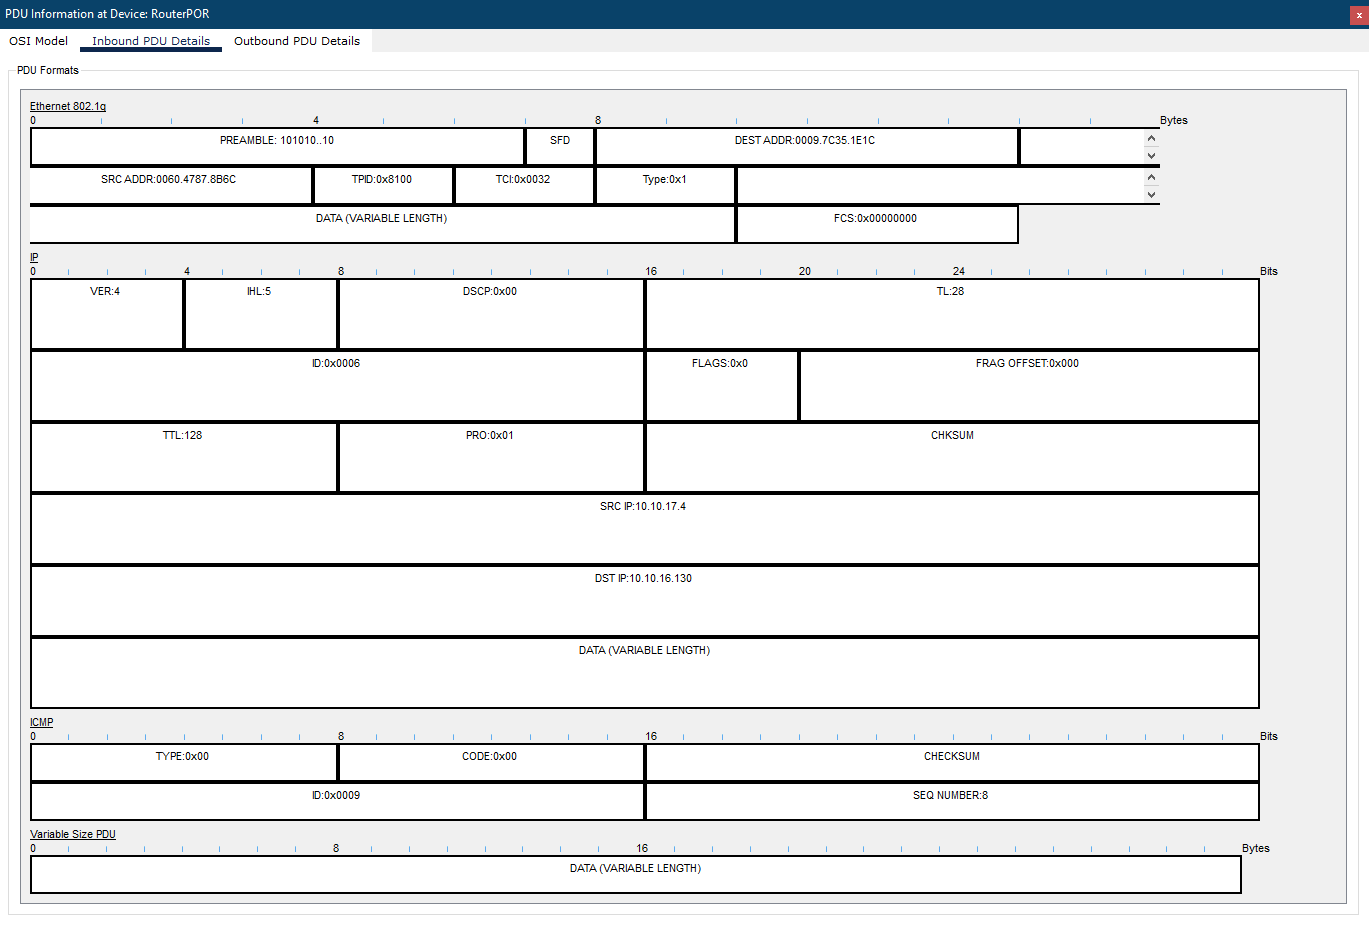 PDU Information at Device: RouterPOR
x
OSI Model Inbound PDU Details Outbound PDU Details
PDU Formats
Ethernet 802.1q
0 4 8 Bytes
PREAMBLE: 101010..10 SFD DEST ADDR:0009.7C35.1E1C
SRC ADDR:0060.4787.8B6C TPID:0x8100 TCI:0x0032 Type:0x1
DATA (VARIABLE LENGTH) FCS:0x00000000
IP
0 4 8 16 20 24 Bits
VER:4 IHL:5 DSCP:0x00 TL:28
ID:0x0006 FLAGS:0x0 FRAG OFFSET:0x000
TTL:128 PRO:0x01 CHKSUM
SRC IP:10.10.17.4
DST IP:10.10.16.130
DATA (VARIABLE LENGTH)
ICMP
0 8 16 Bits
TYPE:0x00 CODE:0x00 CHECKSUM
ID:0x0009 SEQ NUMBER:8
Variable Size PDU
0 8 16 Bytes
DATA (VARIABLE LENGTH)